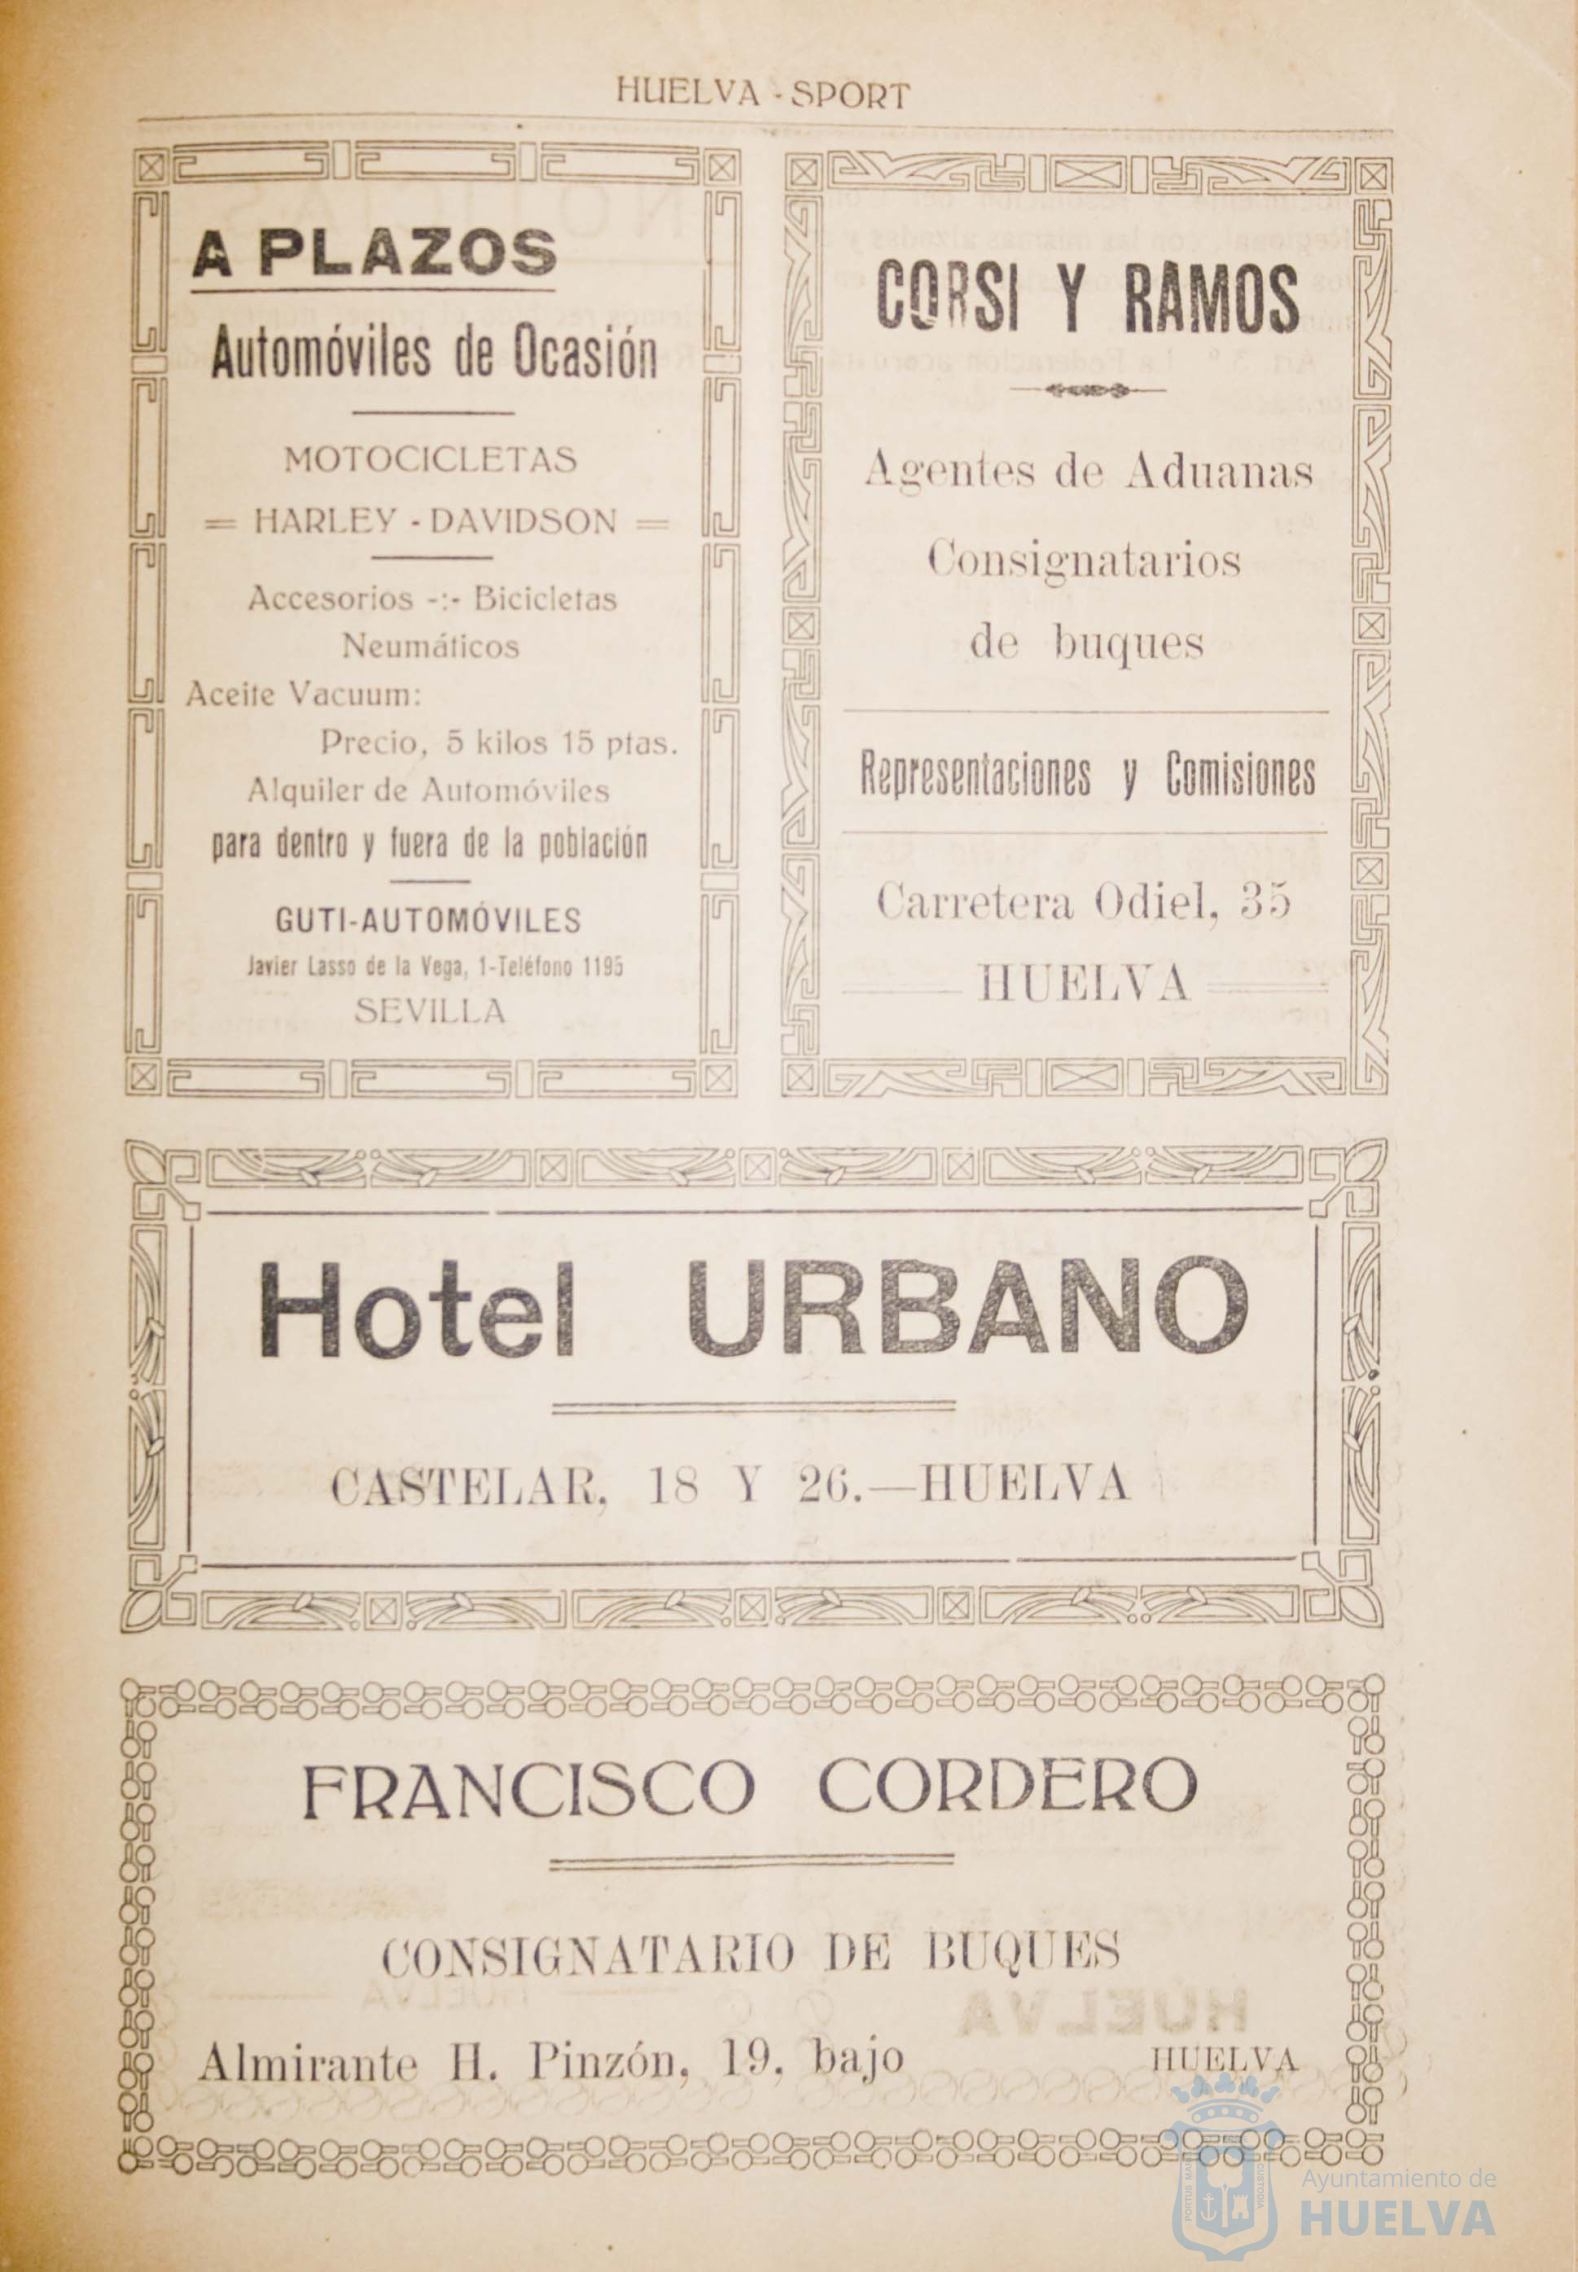 HUELVA - SPORT
A PLAZOS
Automóviles de Ocasión
MOTOCICLETAS
= HARLEY - DAVIDSON =
Accesorios -:- Bicicletas
Neumáticos
Aceite Vacuum:
Precio, 5 kilos 15 ptas.
Alquiler de Automóviles
para dentro y fuera de la población
GUTI-AUTOMÓVILES
Javier Lasso de la Vega, 1-Teléfono 1195
SEVILLA
CORSI Y RAMOS
Agentes de Aduanas
Consignatarios
de buques
Representaciones y Comisiones
Carretera Odiel, 35
HUELVA
Hotel URBANO
CASTELAR, 18 Y 26.—HUELVA
FRANCISCO CORDERO
CONSIGNATARIO DE BUQUES
Almirante H. Pinzón, 19, bajo HUELVA
PORTUS MARIS
CUSTODIA
Ayuntamiento de
HUELVA